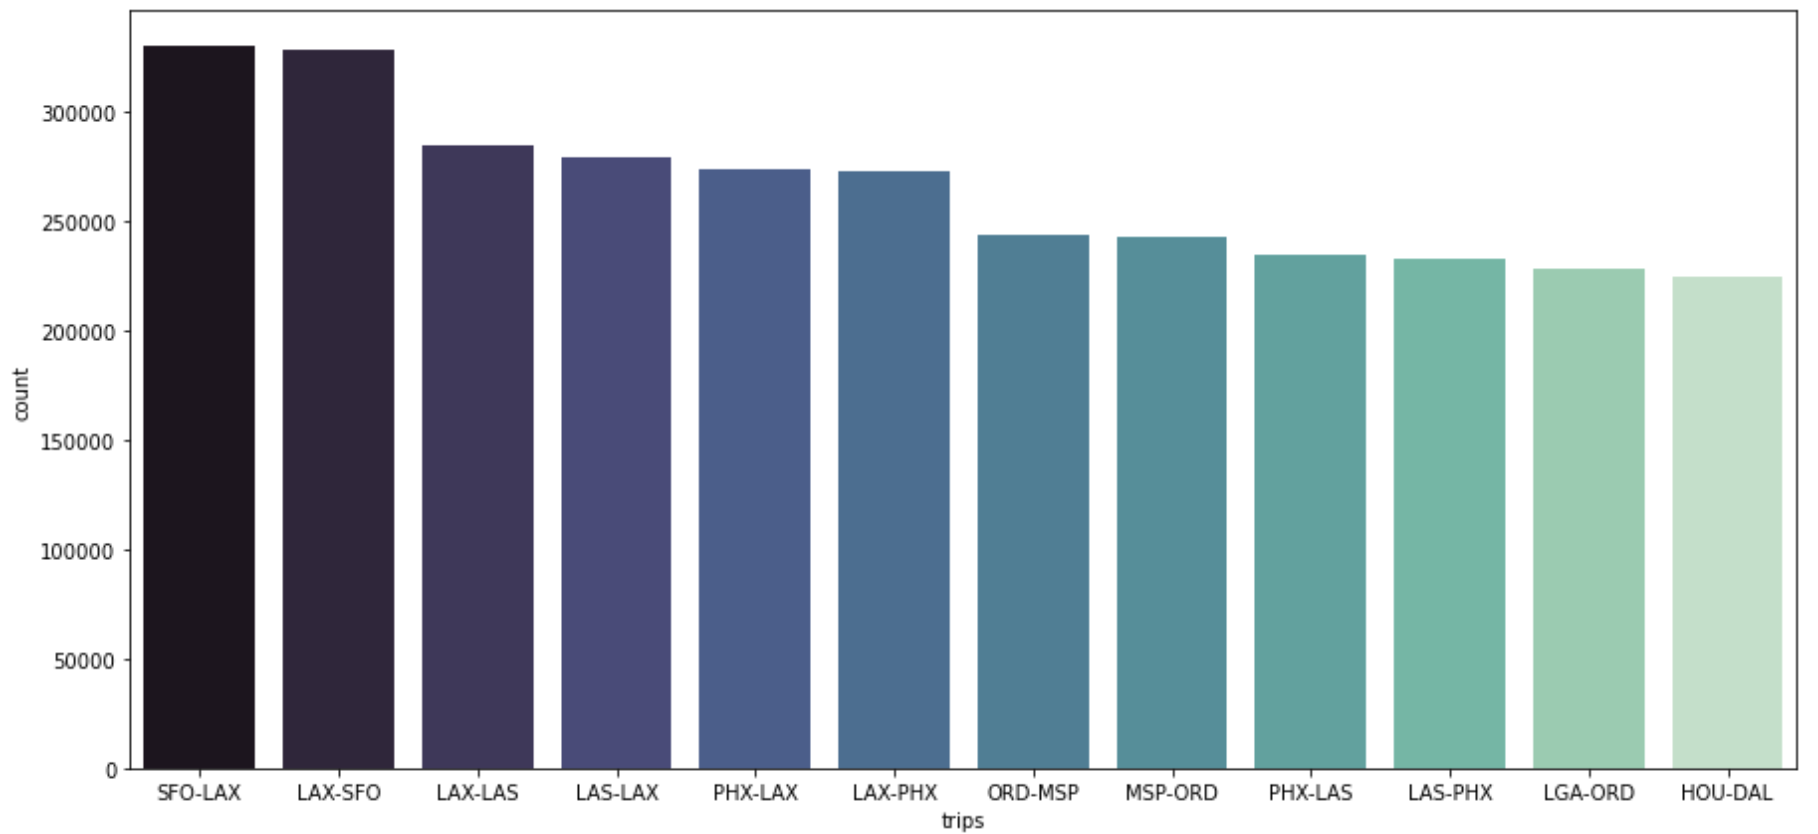 count
300000
250000
200000
150000
100000
50000
0
SFO-LAX LAX-SFO LAX-LAS LAS-LAX PHX-LAX LAX-PHX ORD-MSP MSP-ORD PHX-LAS LAS-PHX LGA-ORD HOU-DAL
trips